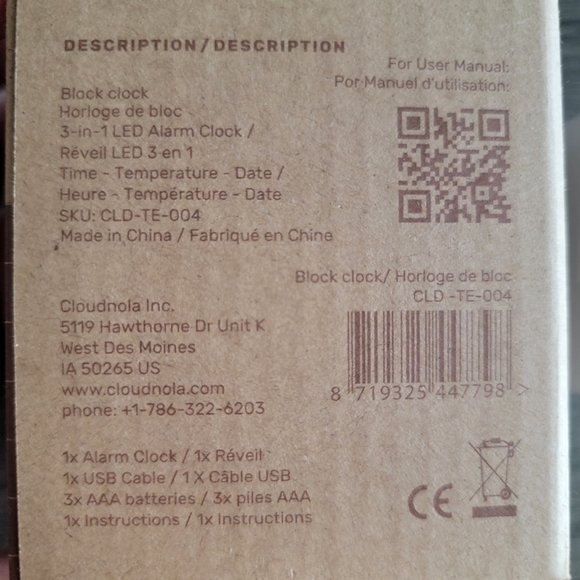 DESCRIPTION / DESCRIPTION
For User Manual:
Por Manuel d'utilisation:
Block clock
Horloge de bloc
3-in-1 LED Alarm Clock /
Réveil LED 3 en 1
Time - Temperature - Date /
Heure - Température - Date
SKU: CLD-TE-004
Made in China / Fabriqué en Chine
Block clock/ Horloge de bloc
CLD -TE-004
8 719325 447798 >
Cloudnola Inc.
5119 Hawthorne Dr Unit K
West Des Moines
IA 50265 US
www.cloudnola.com
phone: +1-786-322-6203
1x Alarm Clock / 1x Réveil
1x USB Cable / 1 X Câble USB
3x AAA batteries / 3x piles AAA
1x Instructions / 1x Instructions
CE